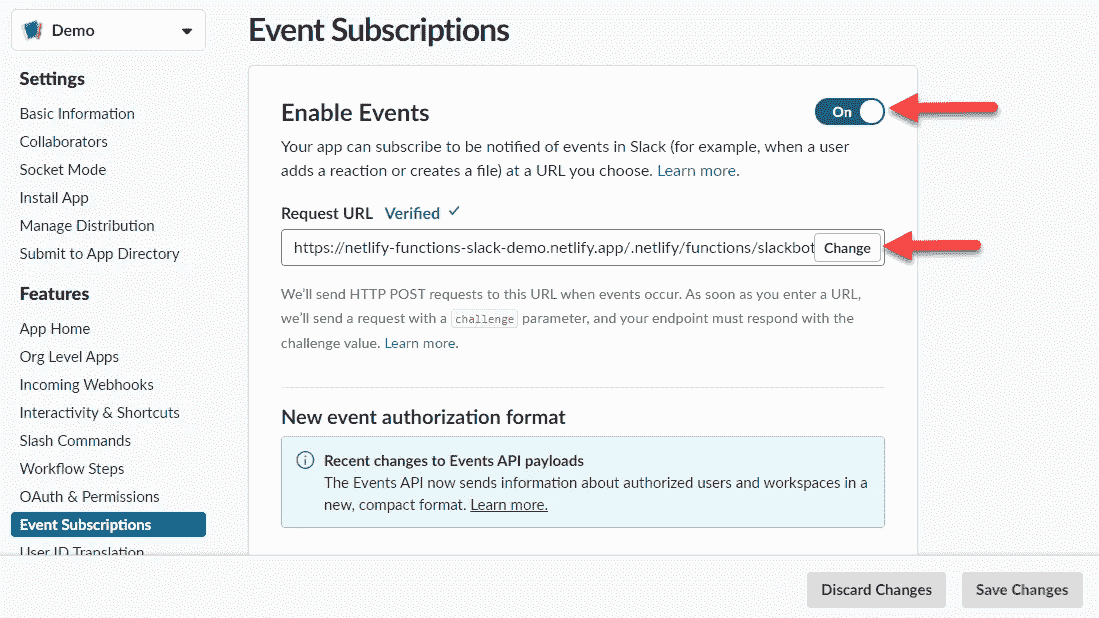 Demo
Settings
Basic Information
Collaborators
Socket Mode
Install App
Manage Distribution
Submit to App Directory
Features
App Home
Org Level Apps
Incoming Webhooks
Interactivity & Shortcuts
Slash Commands
Workflow Steps
OAuth & Permissions
Event Subscriptions
User ID Translation
Event Subscriptions
Enable Events
On
Your app can subscribe to be notified of events in Slack (for example, when a user
adds a reaction or creates a file) at a URL you choose. Learn more.
Request URL Verified ✓
https://netlify-functions-slack-demo.netlify.app/.netlify/functions/slackbot
Change
We’ll send HTTP POST requests to this URL when events occur. As soon as you enter a URL,
we’ll send a request with a challenge parameter, and your endpoint must respond with the
challenge value. Learn more.
New event authorization format
Recent changes to Events API payloads
The Events API now sends information about authorized users and workspaces in a
new, compact format. Learn more.
Discard Changes
Save Changes